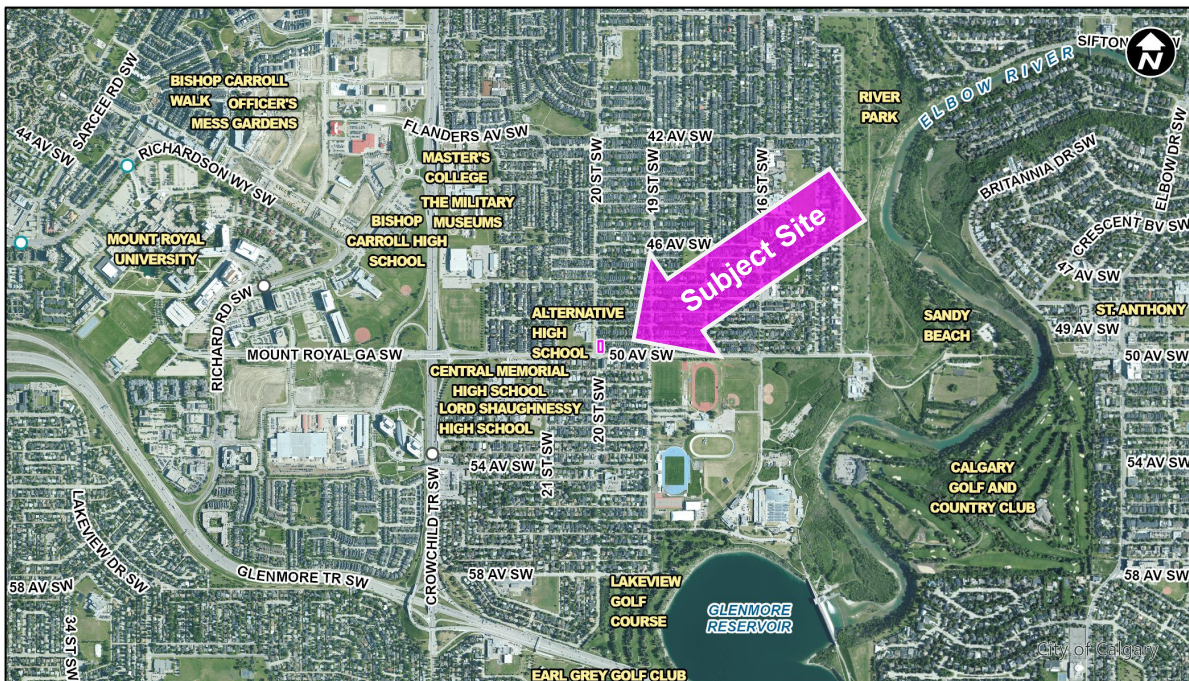 SIFTON
N
ELBOW RIVER
SARCEE RD SW
BISHOP CARROLL
WALK
OFFICER'S
MESS GARDENS
RIVER
PARK
44 AV SW
FLANDERS AV SW
42 AV SW
RICHARDSON WY SW
MASTER'S
COLLEGE
20 ST SW
19 ST SW
16 ST SW
BRITANNIA DR SW
ELBOW DR SW
THE MILITARY
MUSEUMS
BISHOP
CARROLL HIGH
SCHOOL
MOUNT ROYAL
UNIVERSITY
46 AV SW
Subject Site
CRESCENT BV SW
47 AV SW
RICHARD RD SW
ALTERNATIVE
HIGH
SCHOOL
SANDY
BEACH
ST. ANTHONY
49 AV SW
MOUNT ROYAL GA SW
50 AV SW
50 AV SW
CENTRAL MEMORIAL
HIGH SCHOOL
LORD SHAUGHNESSY
HIGH SCHOOL
20 ST SW
21 ST SW
54 AV SW
54 AV SW
CALGARY
GOLF AND
COUNTRY CLUB
LAKEVIEW DR SW
CROWCHILD TR SW
GLENMORE TR SW
58 AV SW
58 AV SW
58 AV SW
LAKEVIEW
GOLF
COURSE
GLENMORE
RESERVOIR
34 ST SW
City of Calgary
EARL GREY GOLF CLUB